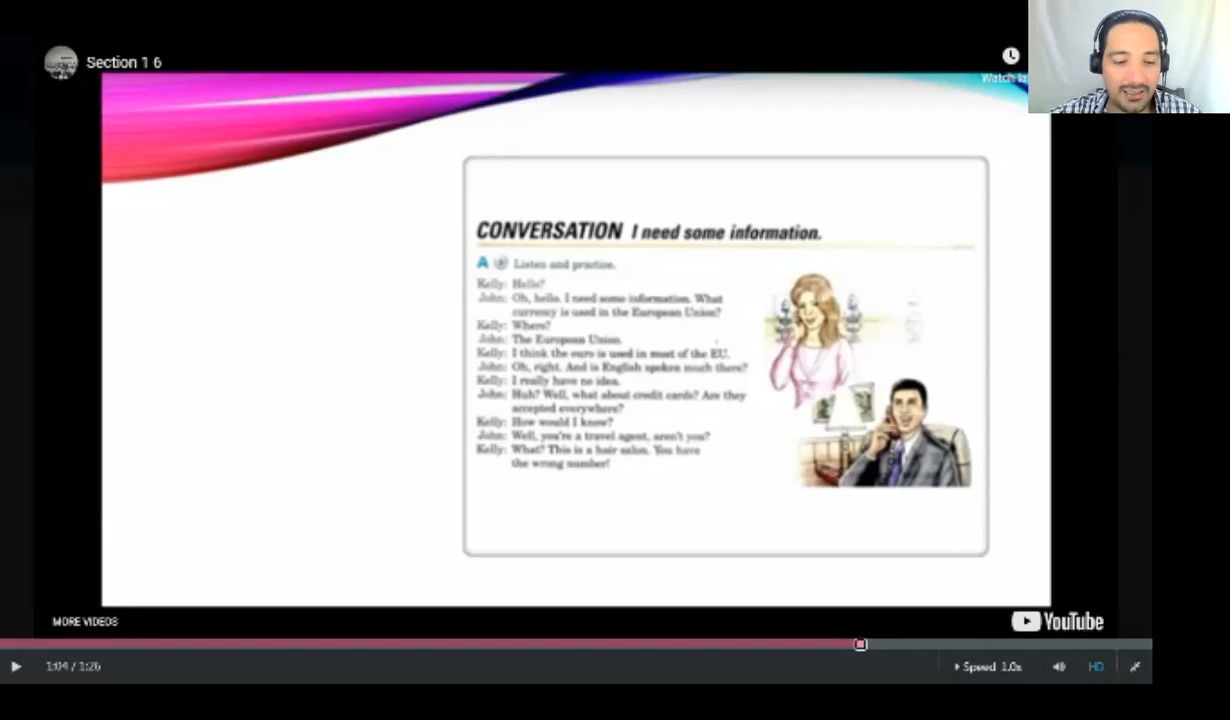 Section 1 6
Watch la
CONVERSATION I need some information.
A Listen and practice.
Kelly: Hello?
John: Oh, hello. I need some information. What
currency is used in the European Union?
Kelly: Where?
John: The European Union.
Kelly: I think the euro is used in most of the EU.
John: Oh, right. And is English spoken much there?
Kelly: I really have no idea.
John: Huh? Well, what about credit cards? Are they
accepted everywhere?
Kelly: How would I know?
John: Well, you're a travel agent, aren't you?
Kelly: What? This is a hair salon. You have
the wrong number!
MORE VIDEOS
YouTube
1:04 / 1:26
Speed 1.0x
HD